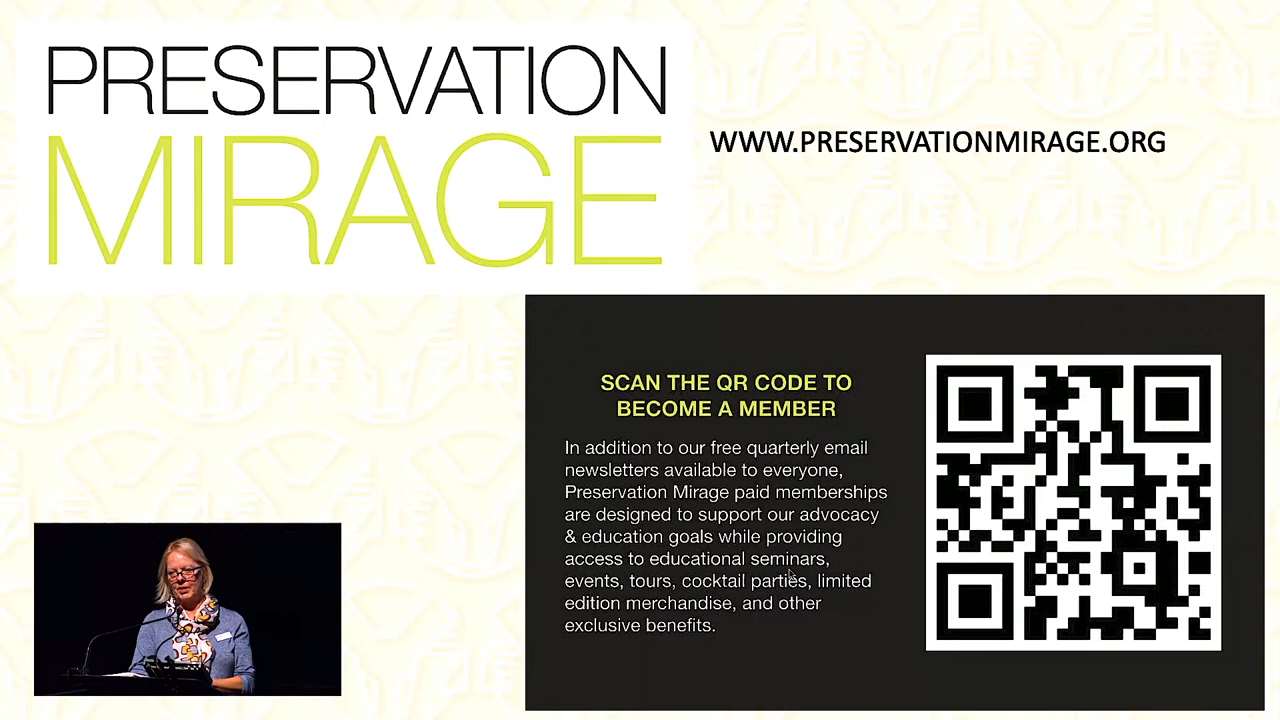 PRESERVATION
MIRAGE
WWW.PRESERVATIONMIRAGE.ORG
SCAN THE QR CODE TO
BECOME A MEMBER
In addition to our free quarterly email
newsletters available to everyone,
Preservation Mirage paid memberships
are designed to support our advocacy
& education goals while providing
access to educational seminars,
events, tours, cocktail parties, limited
edition merchandise, and other
exclusive benefits.